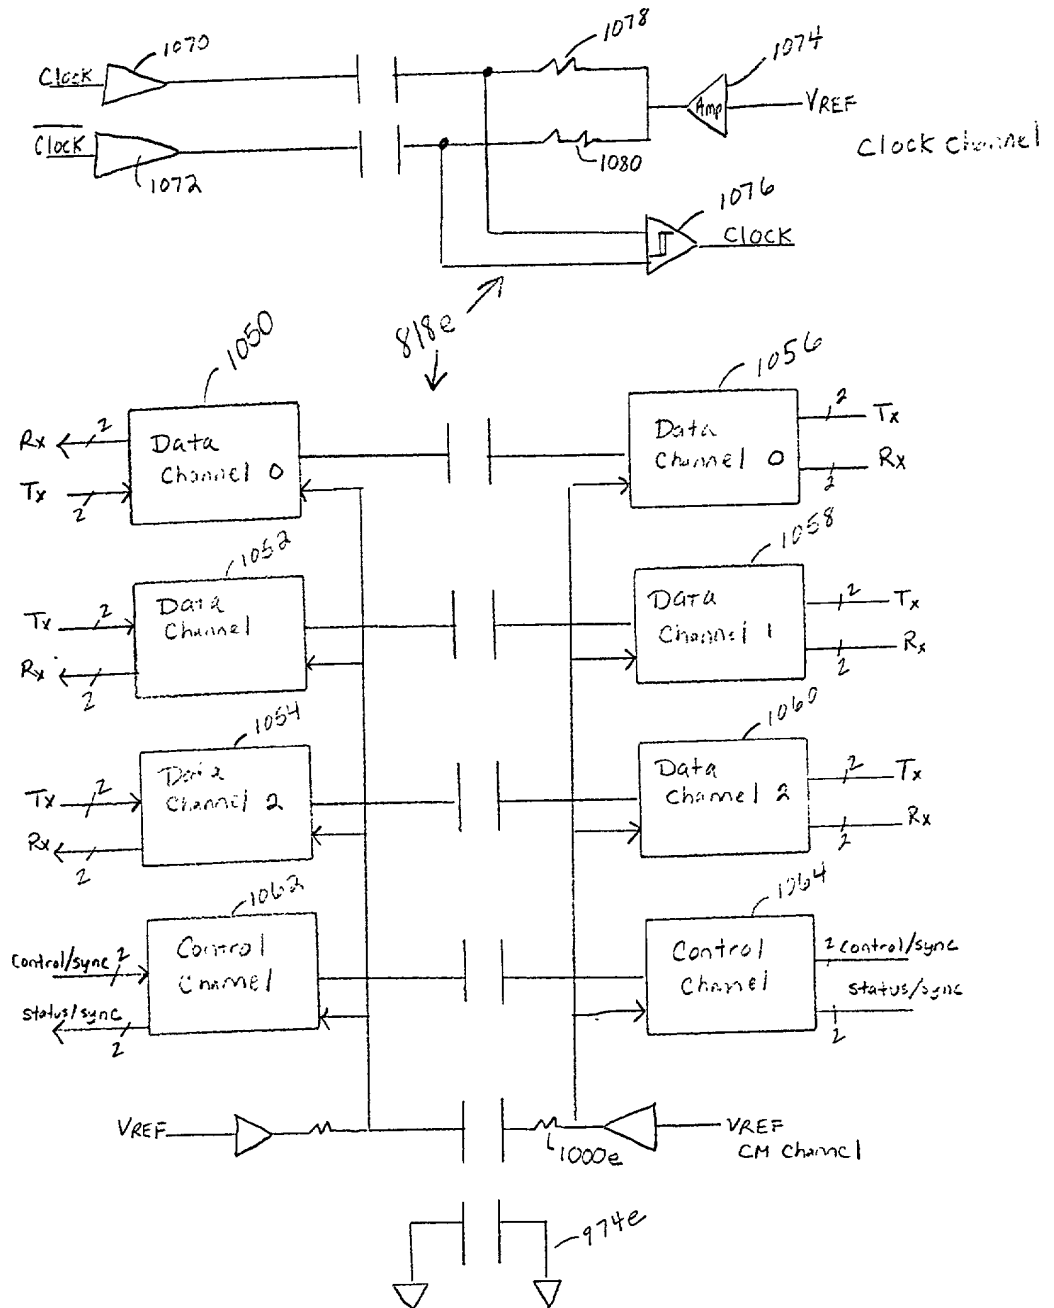 1070
1078
1074
Clock
Amp
VREF
Clock
1072
1080
Clock Channel
1076
Clock
818e
1050
1056
Rx
2
Data
Channel 0
Data
Channel 0
2
Tx
Tx
2
2
Rx
1052
1058
Tx
2
Data
Channel
Data
Channel 1
2
Tx
Rx
2
2
Rx
1054
1060
Tx
2
Data
Channel 2
Data
Channel 2
2
Tx
Rx
2
2
Rx
1062
1064
Control/sync
2
Control
Channel
Control
Channel
2
Control/sync
Status/sync
2
Status/sync
2
VREF
VREF
1000e
CM Channel
974e